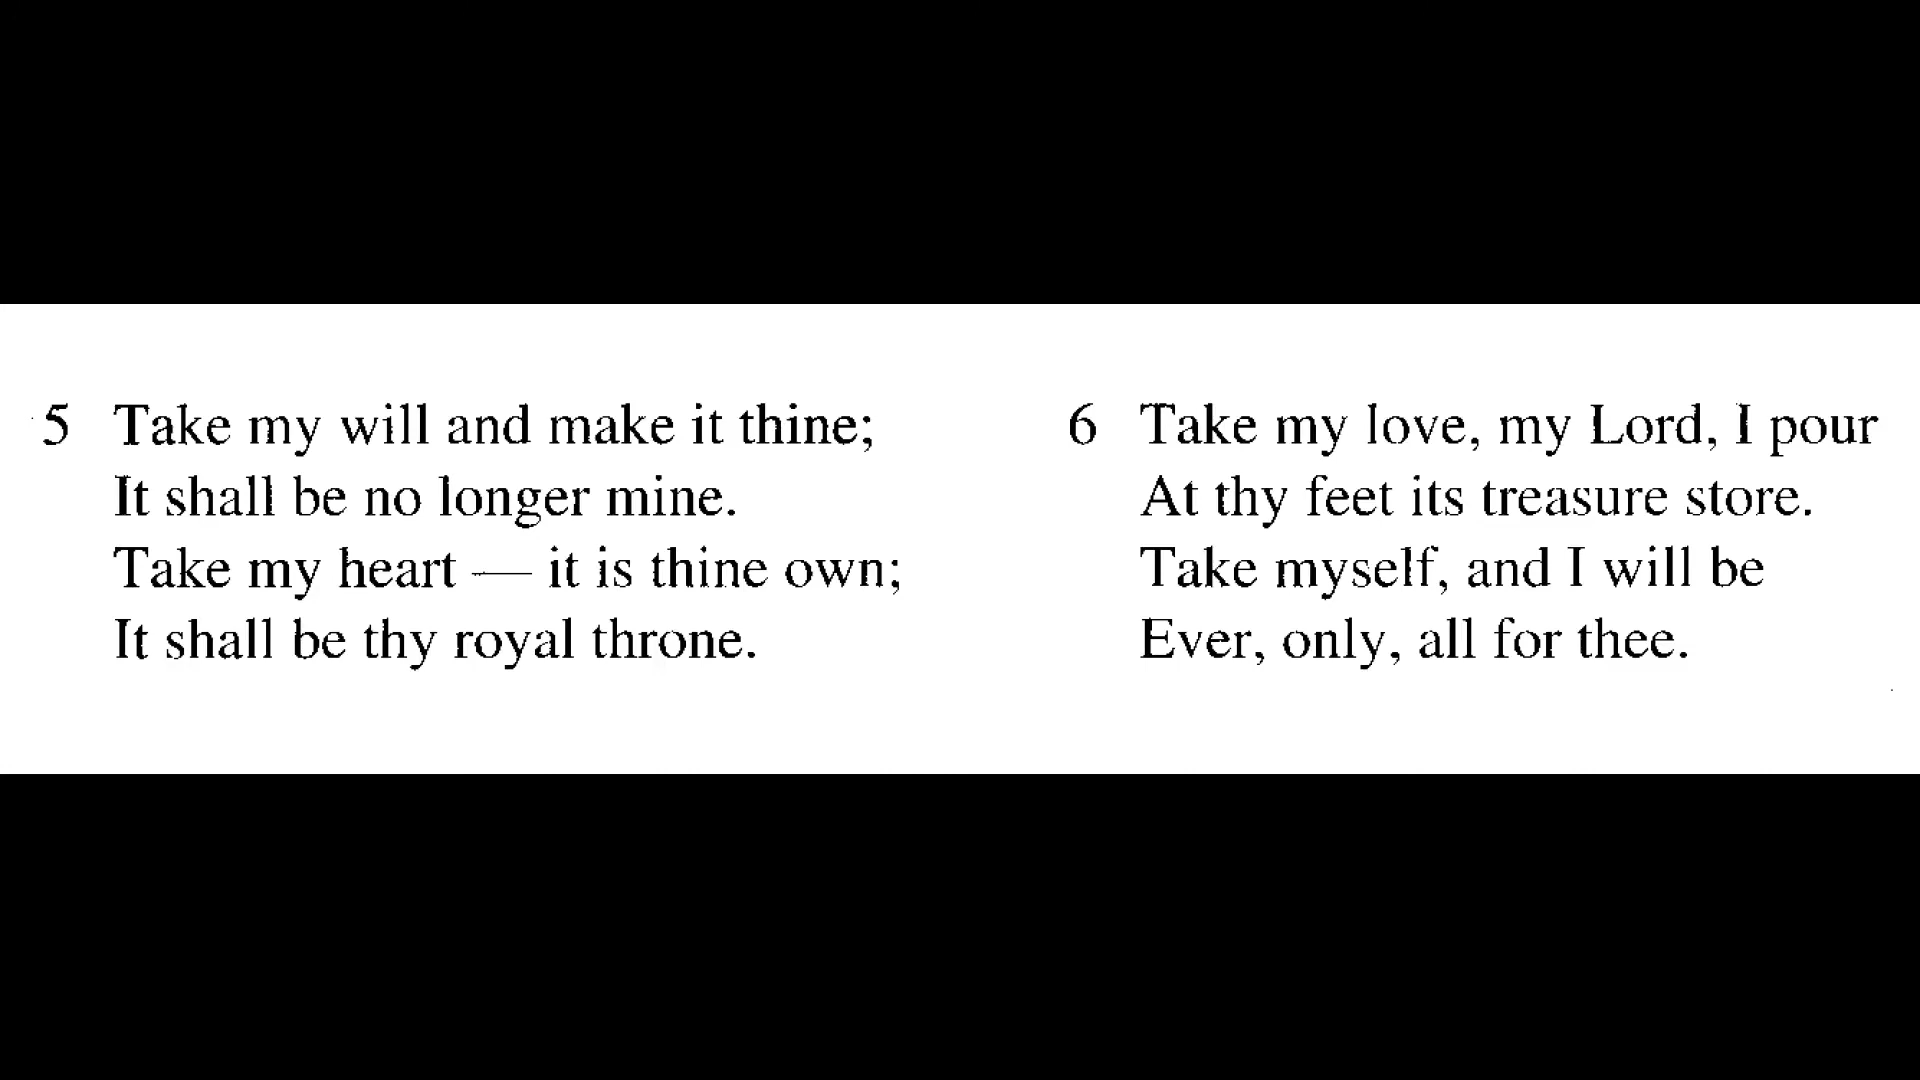 5 Take my will and make it thine;
It shall be no longer mine.
Take my heart — it is thine own;
It shall be thy royal throne.
6 Take my love, my Lord, I pour
At thy feet its treasure store.
Take myself, and I will be
Ever, only, all for thee.